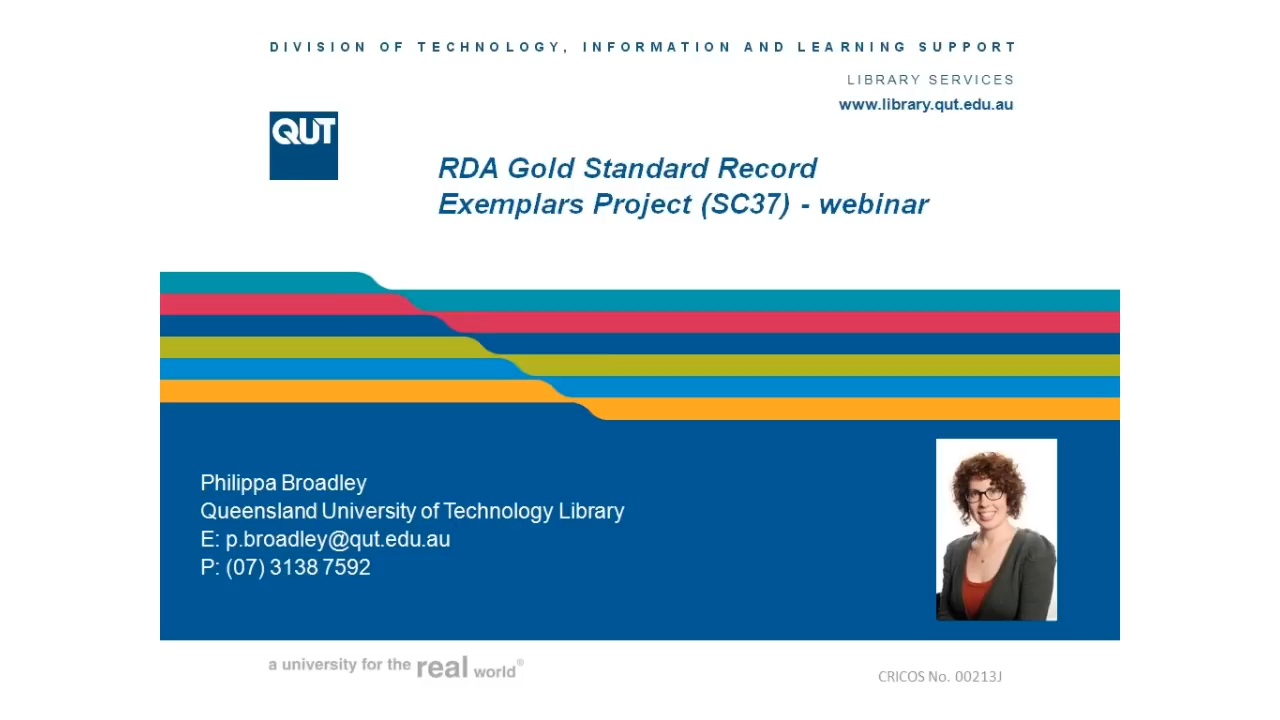 DIVISION OF TECHNOLOGY, INFORMATION AND LEARNING SUPPORT
LIBRARY SERVICES
www.library.qut.edu.au
QUT
RDA Gold Standard Record
Exemplars Project (SC37) - webinar
Philippa Broadley
Queensland University of Technology Library
E: p.broadley@qut.edu.au
P: (07) 3138 7592
a university for the real world®
CRICOS No. 00213J